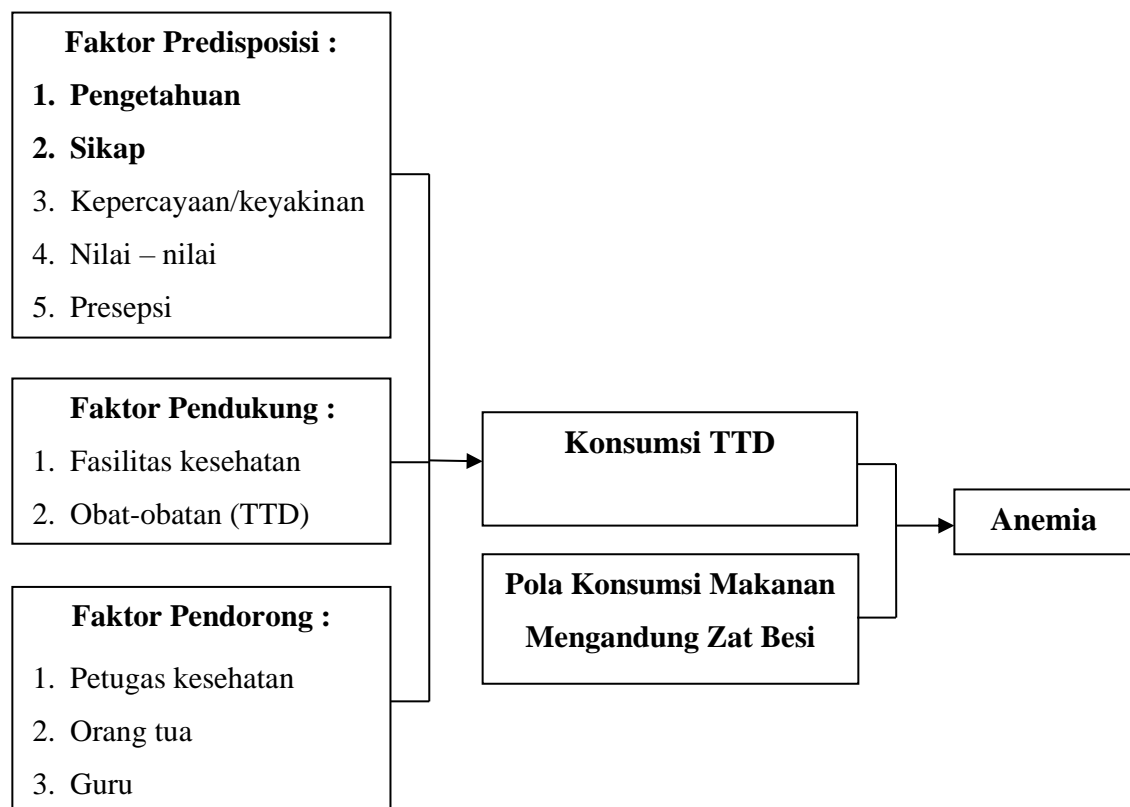 Faktor Predisposisi :
1. Pengetahuan
2. Sikap
3. Kepercayaan/keyakinan
4. Nilai – nilai
5. Presepsi
Faktor Pendukung :
1. Fasilitas kesehatan
2. Obat-obatan (TTD)
Faktor Pendorong :
1. Petugas kesehatan
2. Orang tua
3. Guru
Konsumsi TTD
Pola Konsumsi Makanan
Mengandung Zat Besi
Anemia